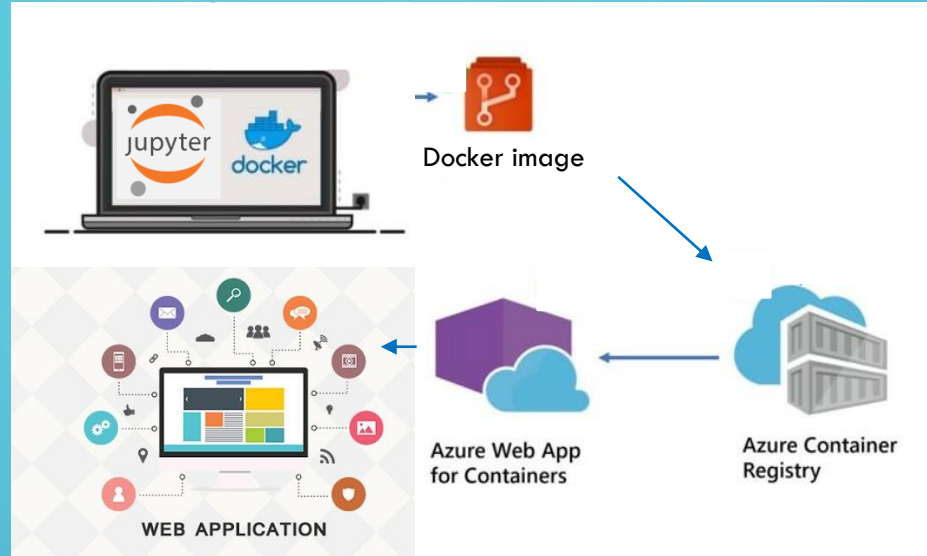 jupyter
docker
Docker image
Azure Web App
for Containers
Azure Container
Registry
WEB APPLICATION